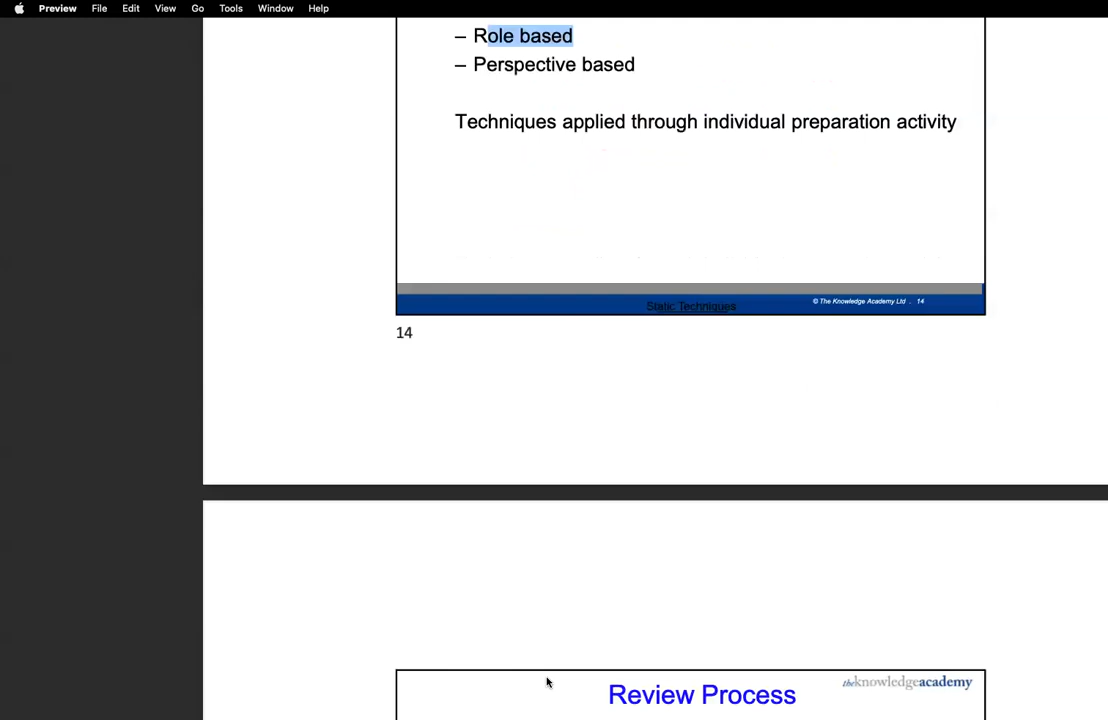 Preview File Edit View Go Tools Window Help
– Role based
– Perspective based
Techniques applied through individual preparation activity
Static Techniques
© The Knowledge Academy Ltd . 14
14
theknowledgeacademy
Review Process